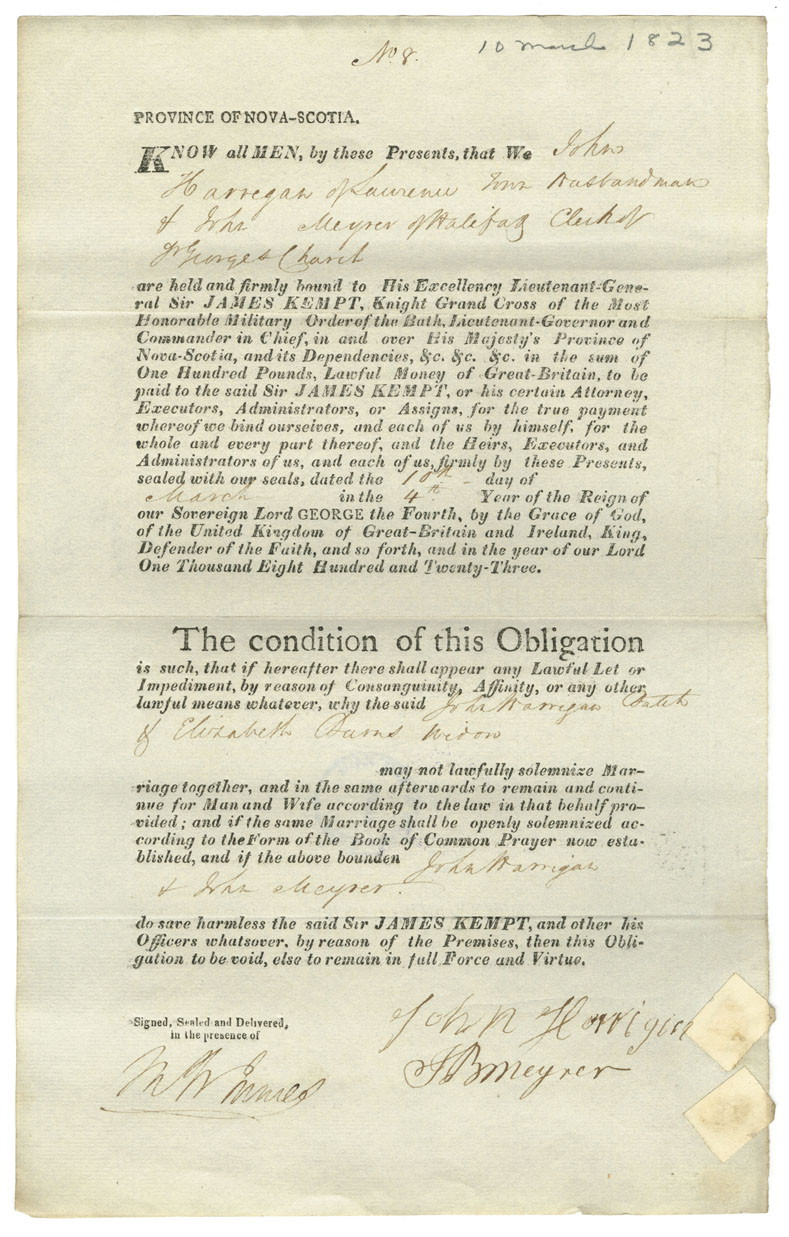 No 8.
10 March 1823
PROVINCE OF NOVA-SCOTIA.
KNOW all MEN, by these Presents, that We John
Harregan of Laurence Town Husbandman
& John Meyrer of Halifax Clerk of
St Georges Church
are held and firmly bound to His Excellency Lieutenant-Gene-
ral Sir JAMES KEMPT, Knight Grand Cross of the Most
Honorable Military Order of the Bath, Lieutenant-Governor and
Commander in Chief, in and over His Majesty's Province of
Nova-Scotia, and its Dependencies, &c. &c. &c. in the sum of
One Hundred Pounds, Lawful Money of Great-Britain, to be
paid to the said Sir JAMES KEMPT, or his certain Attorney,
Executors, Administrators, or Assigns, for the true payment
whereof we bind ourselves, and each of us by himself, for the
whole and every part thereof, and the Heirs, Executors, and
Administrators of us, and each of us, firmly by these Presents,
sealed with our seals, dated the 10th - day of
March in the 4th Year of the Reign of
our Sovereign Lord GEORGE the Fourth, by the Grace of God,
of the United Kingdom of Great-Britain and Ireland, King,
Defender of the Faith, and so forth, and in the year of our Lord
One Thousand Eight Hundred and Twenty-Three.
The condition of this Obligation
is such, that if hereafter there shall appear any Lawful Let or
Impediment, by reason of Consanguinity, Affinity, or any other
lawful means whatever, why the said John Harrigan Batch
& Elizabeth Burns Widow
may not lawfully solemnize Mar-
riage together, and in the same afterwards to remain and conti-
nue for Man and Wife according to the law in that behalf pro-
vided; and if the same Marriage shall be openly solemnized ac-
cording to the Form of the Book of Common Prayer now esta-
blished, and if the above bounden John Harrigan
& John Meyrer.
do save harmless the said Sir JAMES KEMPT, and other his
Officers whatsover, by reason of the Premises, then this Obli-
gation to be void, else to remain in full Force and Virtue.
Signed, Sealed and Delivered,
in the presence of
John Horrigin
JBMeyrer